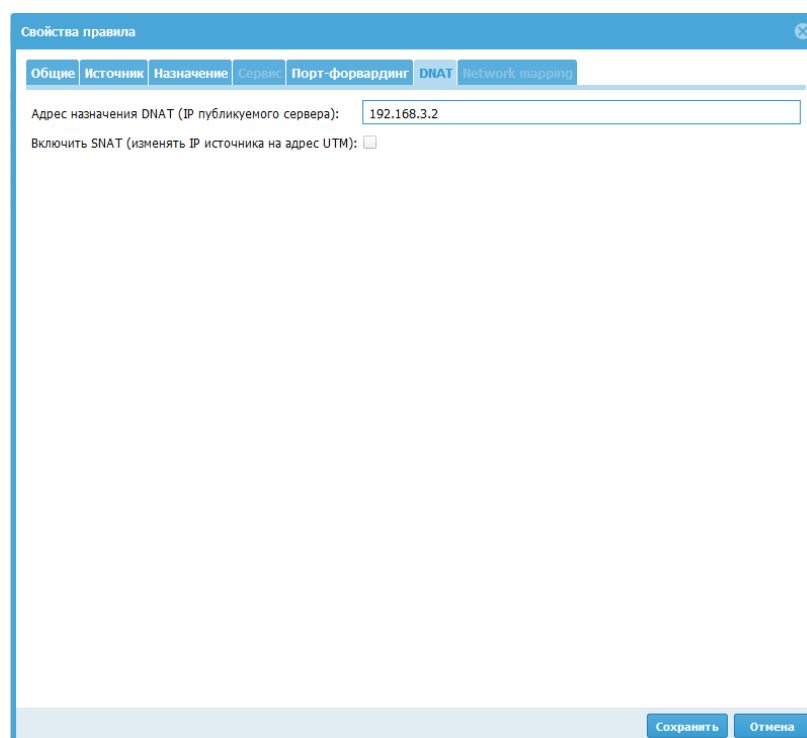 Свойства правила
Общие Источник Назначение Сервис Порт-форвардинг DNAT Network mapping
Адрес назначения DNAT (IP публикуемого сервера): 192.168.3.2
Включить SNAT (изменять IP источника на адрес UTM):
Сохранить Отмена